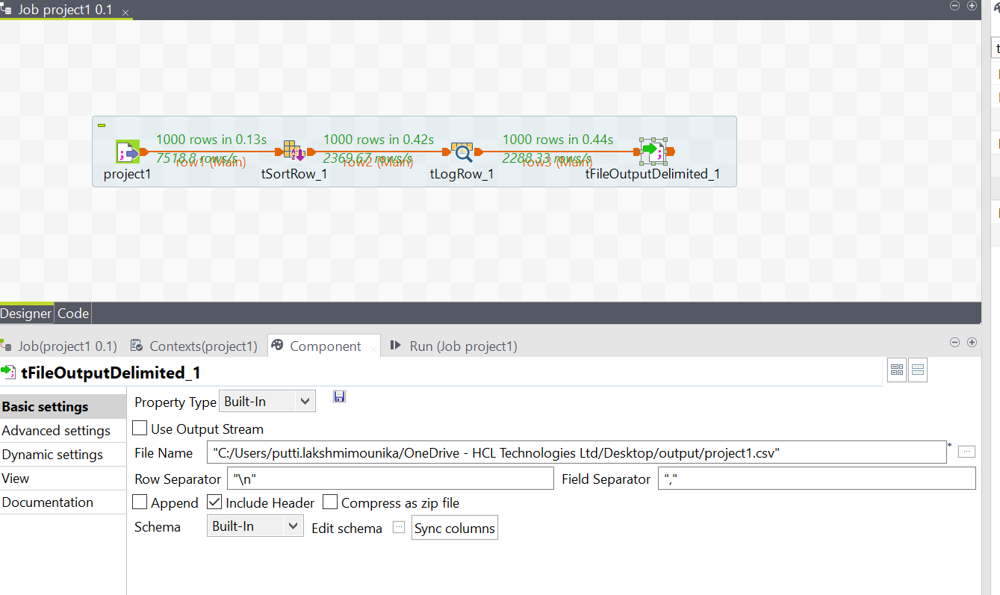 Job project1 0.1
1000 rows in 0.13s
1000 rows in 0.42s
1000 rows in 0.44s
7518.8 rows/s
row1 (Main)
2369.67 rows/s
row2 (Main)
2288.33 rows/s
row3 (Main)
project1
tSortRow_1
tLogRow_1
tFileOutputDelimited_1
Designer
Code
Job(project1 0.1)
Contexts(project1)
Component
Run (Job project1)
tFileOutputDelimited_1
Basic settings
Advanced settings
Dynamic settings
View
Documentation
Property Type
Built-In
Use Output Stream
File Name
"C:/Users/putti.lakshmimounika/OneDrive - HCL Technologies Ltd/Desktop/output/project1.csv"
*
...
Row Separator
"\n"
Field Separator
","
Append
Include Header
Compress as zip file
Schema
Built-In
Edit schema
...
Sync columns